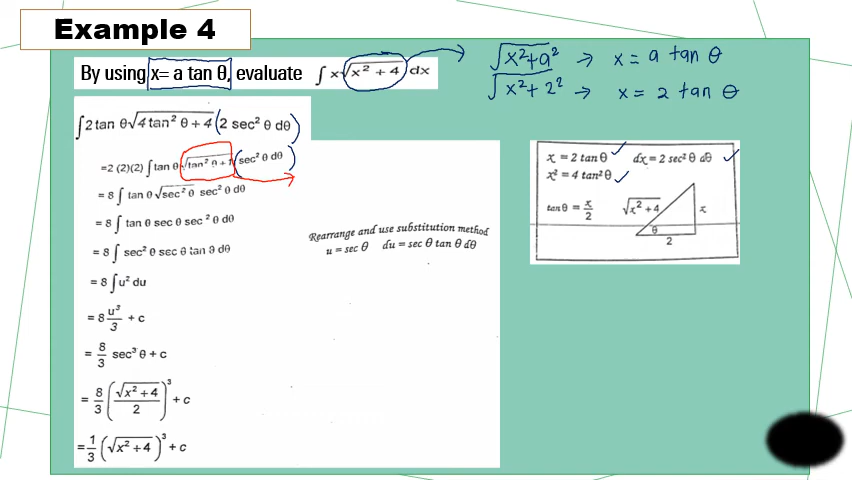 Example 4
By using x= a tan θ, evaluate ∫ x√(x² + 4) dx
√(x²+a²) → x = a tan θ
√(x²+2²) → x = 2 tan θ
∫ 2 tan θ √(4 tan² θ + 4) (2 sec² θ dθ)
=2 (2)(2) ∫ tan θ √(tan² θ + 1) (sec² θ dθ)
= 8 ∫ tan θ √(sec² θ) sec² θ dθ
= 8 ∫ tan θ sec θ sec ² θ dθ
= 8 ∫ sec² θ sec θ tan θ dθ
Rearrange and use substitution method
u = sec θ du = sec θ tan θ dθ
= 8 ∫ u² du
= 8 u³/3 + c
= 8/3 sec³ θ + c
= 8/3 (√(x² + 4)/2)³ + c
= 1/3 (√(x² + 4))³ + c
x = 2 tan θ ✓ dx = 2 sec² θ dθ ✓
x² = 4 tan² θ ✓
tan θ = x/2 √(x² + 4) x
θ
2